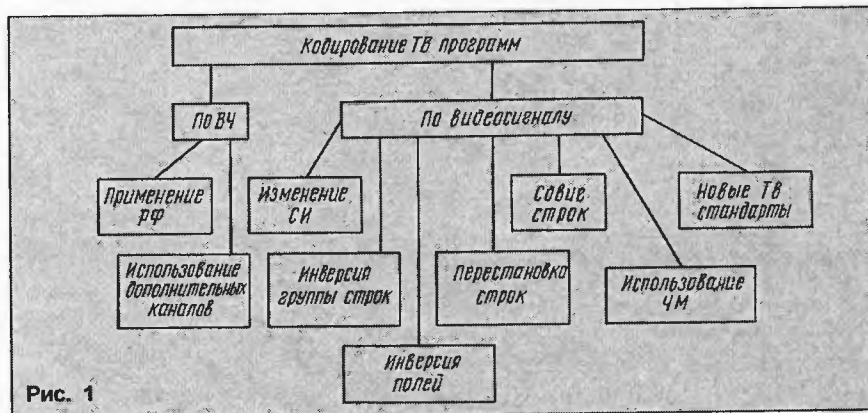 Кодирование ТВ программ
По ВЧ
По видеосигналу
Применение
РФ
Изменение
СИ
Совие
строк
Новые ТВ
стандарты
Использование
дополнительных
каналов
Инверсия
группы строк
Перестановка
строк
Использование
ЧМ
Инверсия
полей
Рис. 1